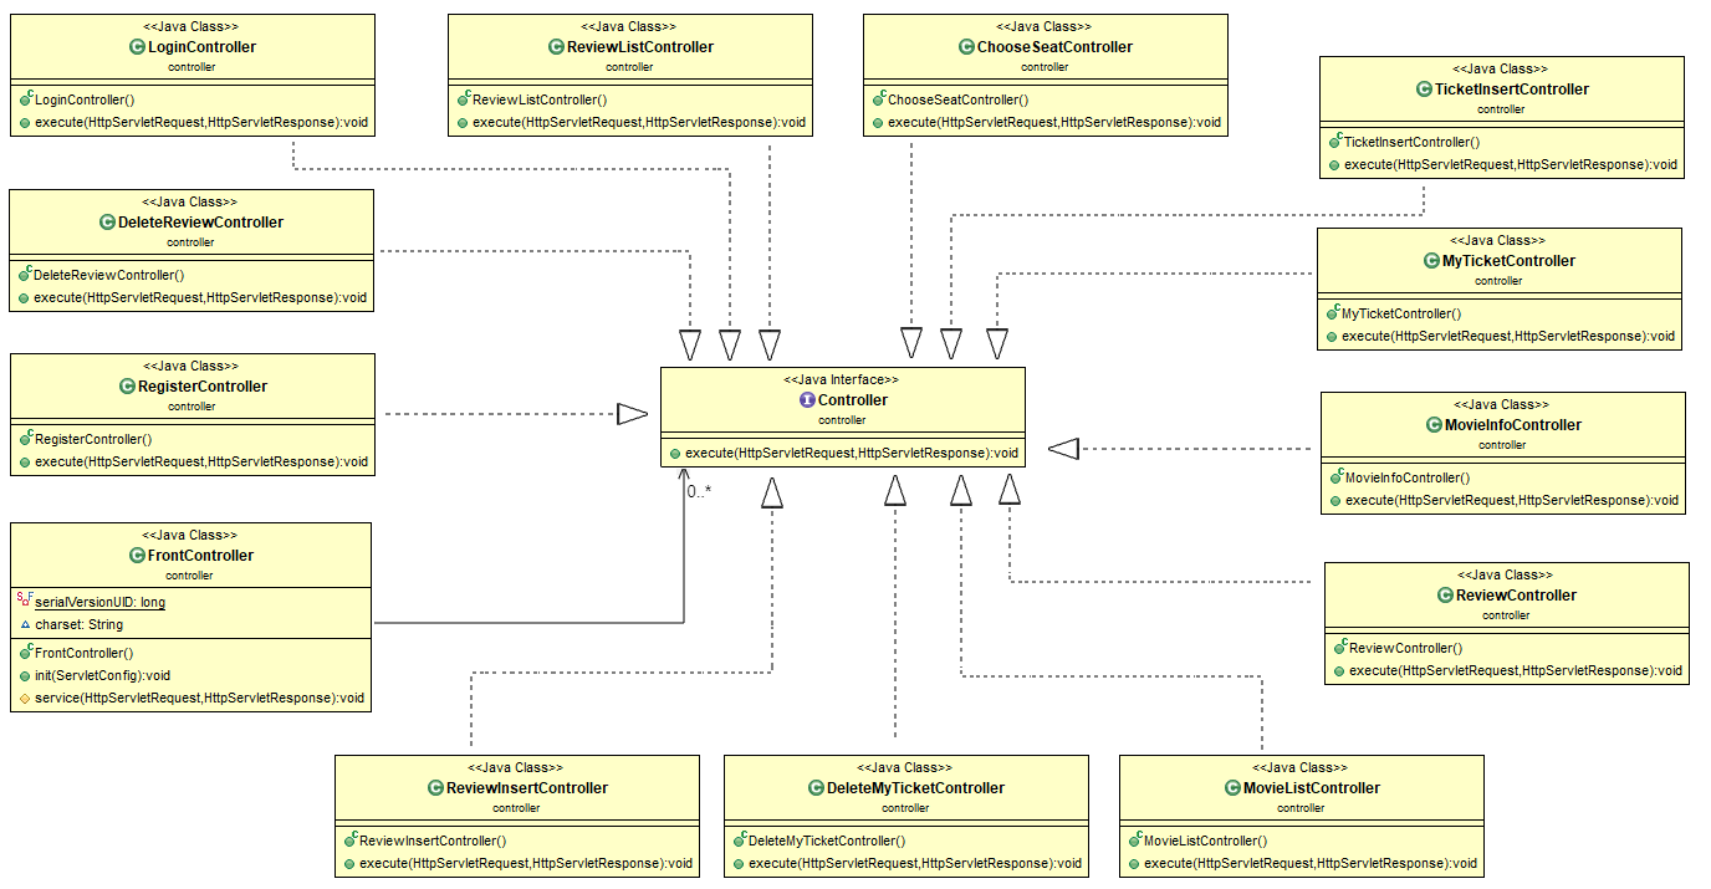 <<Java Class>>
LoginController
controller
LoginController()
execute(HttpServletRequest,HttpServletResponse):void
<<Java Class>>
ReviewListController
controller
ReviewListController()
execute(HttpServletRequest,HttpServletResponse):void
<<Java Class>>
ChooseSeatController
controller
ChooseSeatController()
execute(HttpServletRequest,HttpServletResponse):void
<<Java Class>>
TicketInsertController
controller
TicketInsertController()
execute(HttpServletRequest,HttpServletResponse):void
<<Java Class>>
DeleteReviewController
controller
DeleteReviewController()
execute(HttpServletRequest,HttpServletResponse):void
<<Java Class>>
MyTicketController
controller
MyTicketController()
execute(HttpServletRequest,HttpServletResponse):void
<<Java Class>>
RegisterController
controller
RegisterController()
execute(HttpServletRequest,HttpServletResponse):void
<<Java Interface>>
Controller
controller
execute(HttpServletRequest,HttpServletResponse):void
0..*
<<Java Class>>
MovieInfoController
controller
MovieInfoController()
execute(HttpServletRequest,HttpServletResponse):void
<<Java Class>>
FrontController
controller
serialVersionUID: long
charset: String
FrontController()
init(ServletConfig):void
service(HttpServletRequest,HttpServletResponse):void
<<Java Class>>
ReviewController
controller
ReviewController()
execute(HttpServletRequest,HttpServletResponse):void
<<Java Class>>
ReviewInsertController
controller
ReviewInsertController()
execute(HttpServletRequest,HttpServletResponse):void
<<Java Class>>
DeleteMyTicketController
controller
DeleteMyTicketController()
execute(HttpServletRequest,HttpServletResponse):void
<<Java Class>>
MovieListController
controller
MovieListController()
execute(HttpServletRequest,HttpServletResponse):void